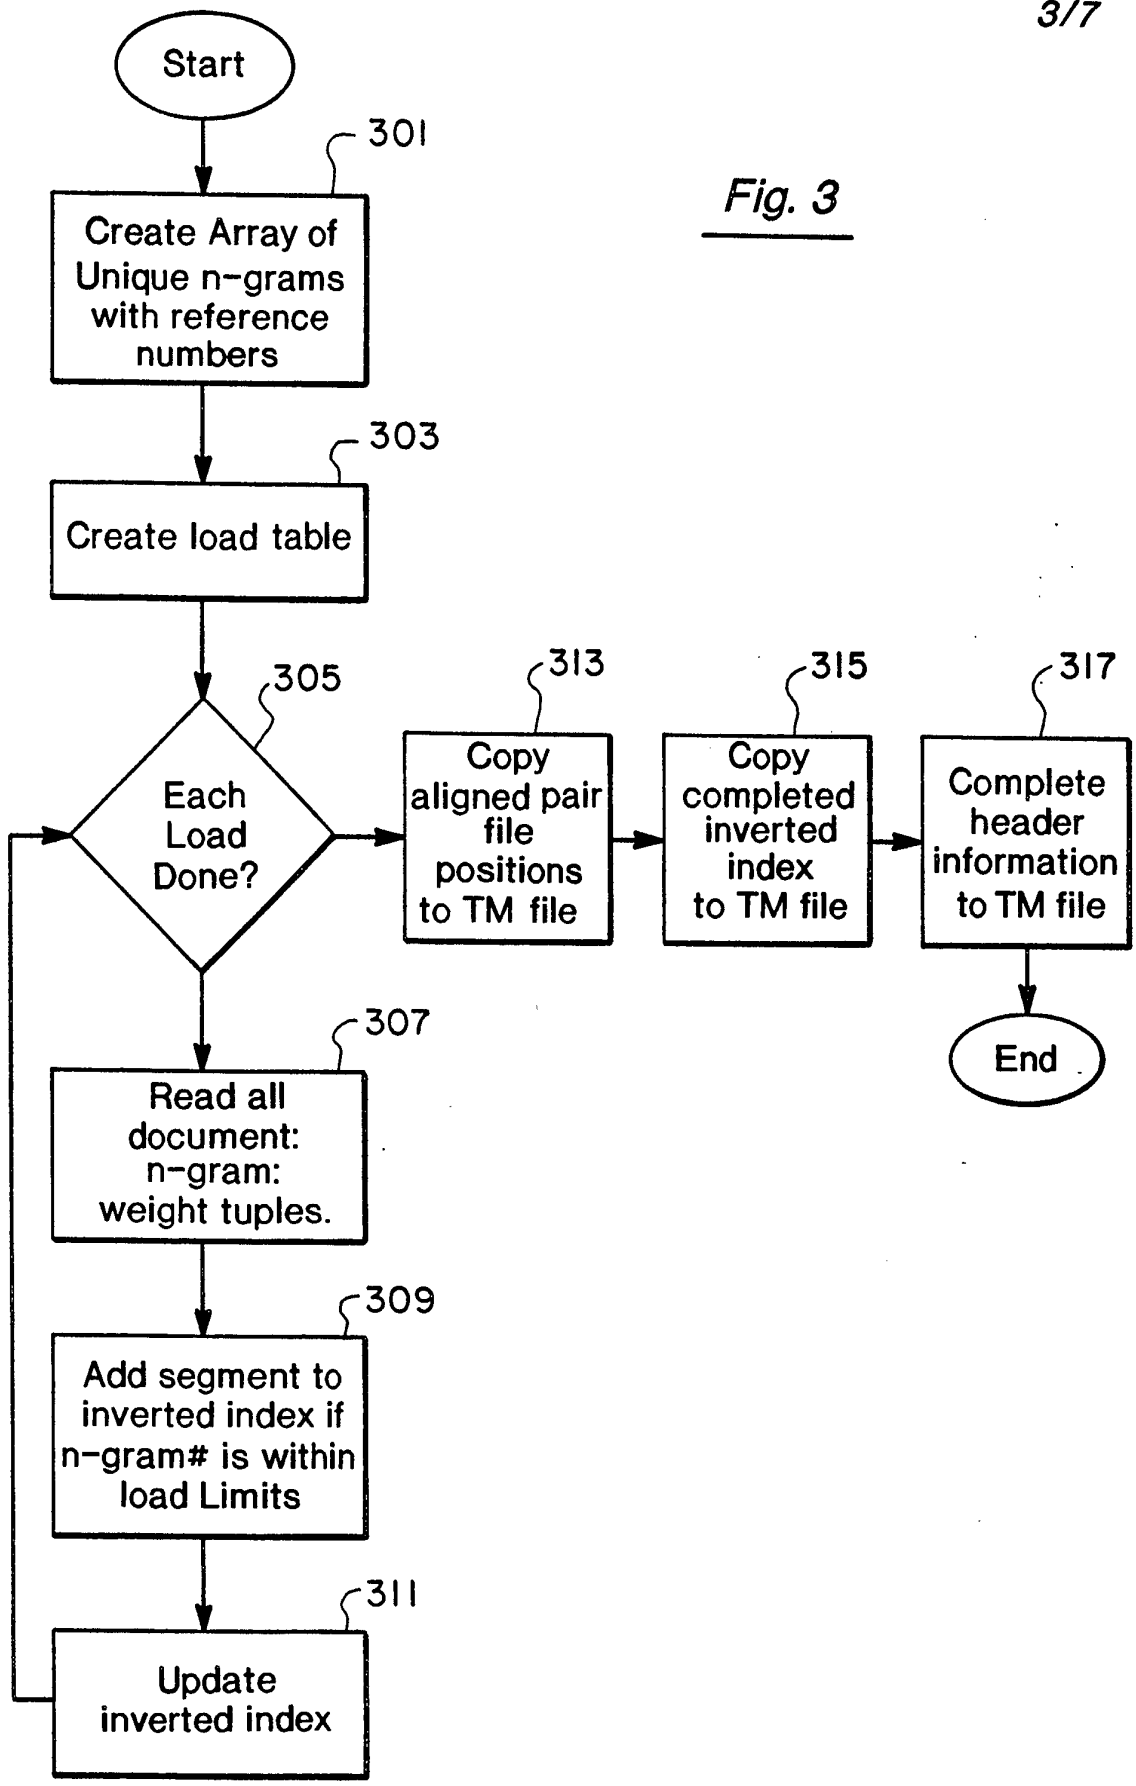 3/7
Start
301
Fig. 3
Create Array of
Unique n-grams
with reference
numbers
303
Create load table
305
Each
Load
Done?
313
Copy
aligned pair
file
positions
to TM file
315
Copy
completed
inverted
index
to TM file
317
Complete
header
information
to TM file
End
307
Read all
document:
n-gram:
weight tuples.
309
Add segment to
inverted index if
n-gram# is within
load Limits
311
Update
inverted index